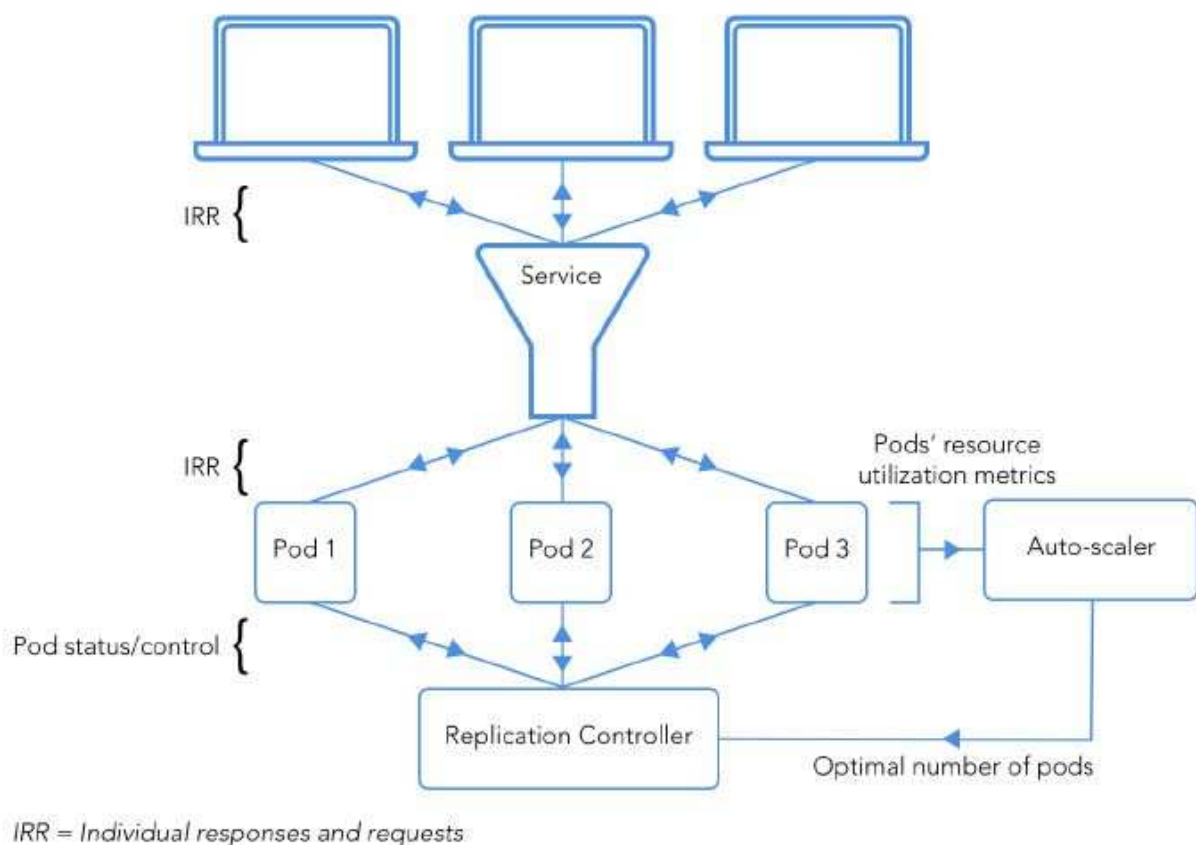 IRR {
Service
IRR {
Pods' resource
utilization metrics
Pod 1
Pod 2
Pod 3
Auto-scaler
Pod status/control {
Replication Controller
Optimal number of pods
IRR = Individual responses and requests